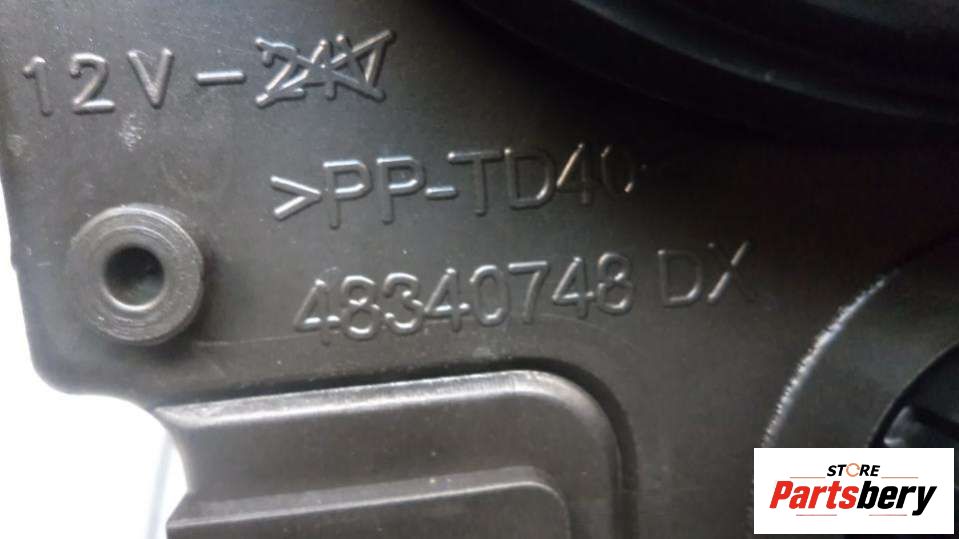 12V-24V
>PP-TD40
48340748 DX
STORE
Partsbery